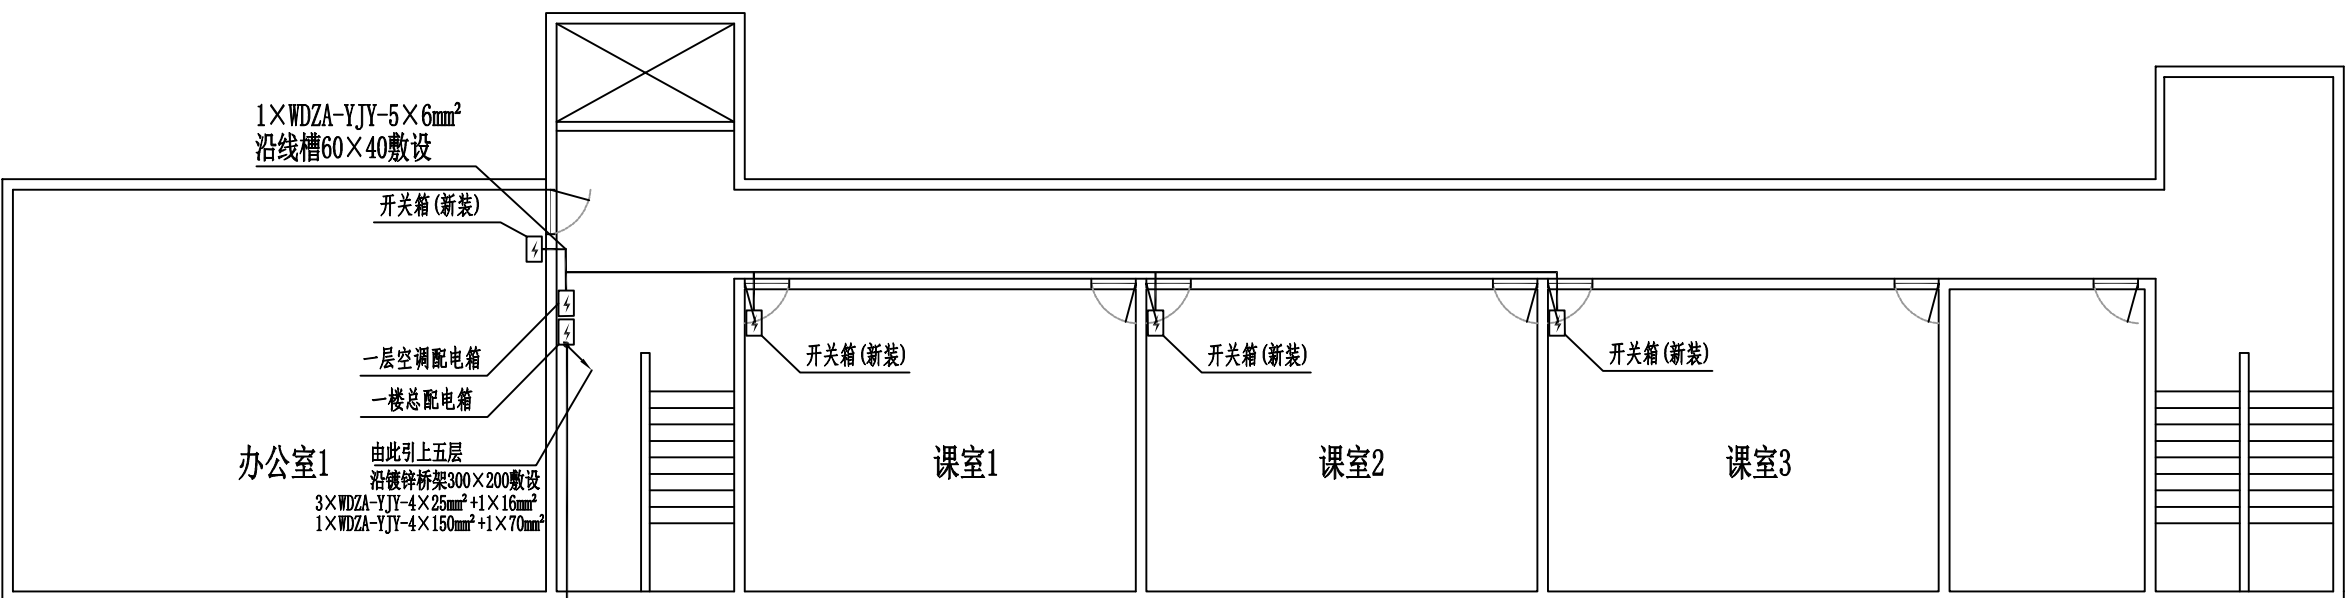 1×WDZA-YJY-5×6mm²
沿线槽60×40敷设
开关箱(新装)
一层空调配电箱
开关箱(新装)
开关箱(新装)
开关箱(新装)
一楼总配电箱
由此引上五层
办公室1
课室1
课室2
课室3
沿镀锌桥架300×200敷设
3×WDZA-YJY-4×25mm²+1×16mm²
1×WDZA-YJY-4×150mm²+1×70mm²